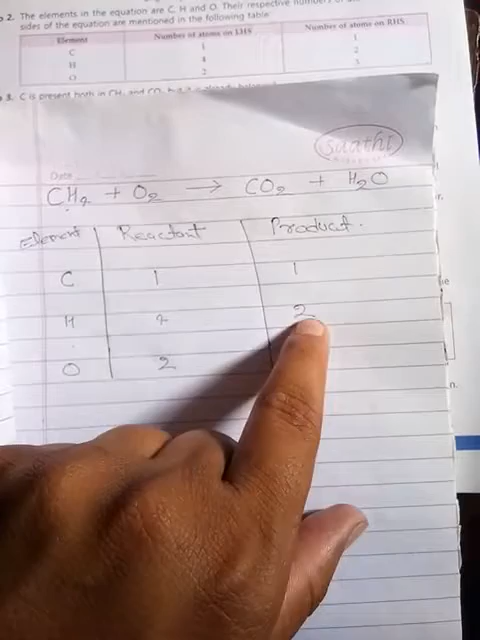 2. The elements in the equation are C, H and O. Their respective numbers of
sides of the equation are mentioned in the following table
Element Number of atoms on LHS Number of atoms on RHS
C 1 1
H 4 2
O 2 3
3. C is present both in CH₄ and CO₂
saathi
Date
CH₄ + O₂ → CO₂ + H₂O
Element Reactant Product.
C 1 1
H 4 2
O 2